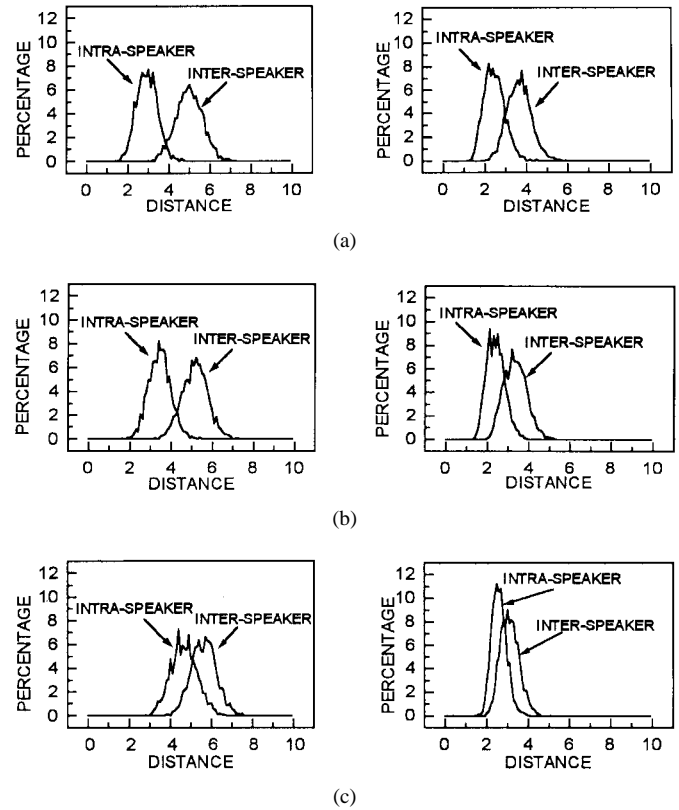 PERCENTAGE
12
10
8
6
4
2
0
INTRA-SPEAKER
INTER-SPEAKER
0 2 4 6 8 10
DISTANCE
PERCENTAGE
12
10
8
6
4
2
0
INTRA-SPEAKER
INTER-SPEAKER
0 2 4 6 8 10
DISTANCE
(a)
PERCENTAGE
12
10
8
6
4
2
0
INTRA-SPEAKER
INTER-SPEAKER
0 2 4 6 8 10
DISTANCE
PERCENTAGE
12
10
8
6
4
2
0
INTRA-SPEAKER
INTER-SPEAKER
0 2 4 6 8 10
DISTANCE
(b)
PERCENTAGE
12
10
8
6
4
2
0
INTRA-SPEAKER
INTER-SPEAKER
0 2 4 6 8 10
DISTANCE
PERCENTAGE
12
10
8
6
4
2
0
INTRA-SPEAKER
INTER-SPEAKER
0 2 4 6 8 10
DISTANCE
(c)